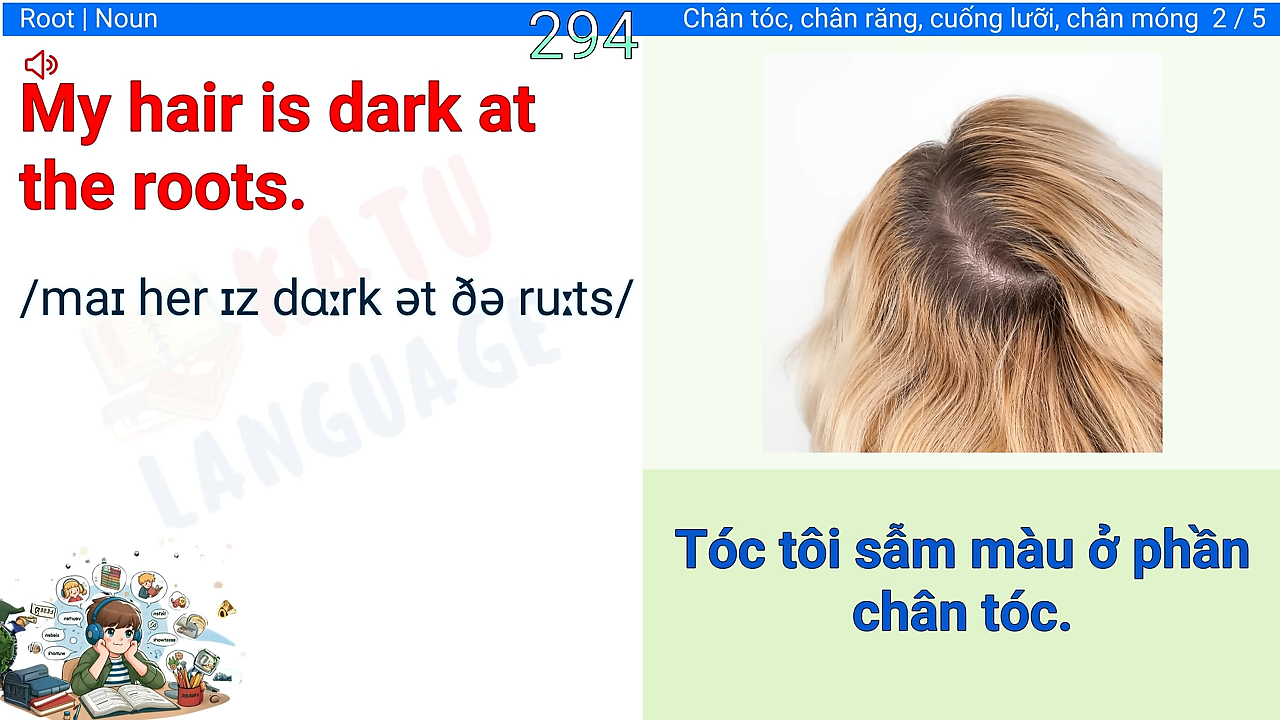 Root | Noun
294
Chân tóc, chân răng, cuống lưỡi, chân móng 2 / 5
My hair is dark at
the roots.
/maɪ her ɪz dɑːrk ət ðə ruːts/
KATU
LANGUAGE
Tóc tôi sẫm màu ở phần
chân tóc.